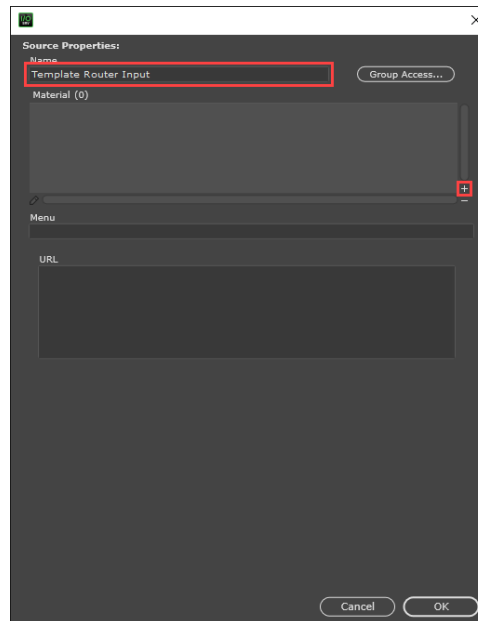 Source Properties:
Name
Template Router Input
Group Access...
Material (0)
Menu
URL
Cancel
OK